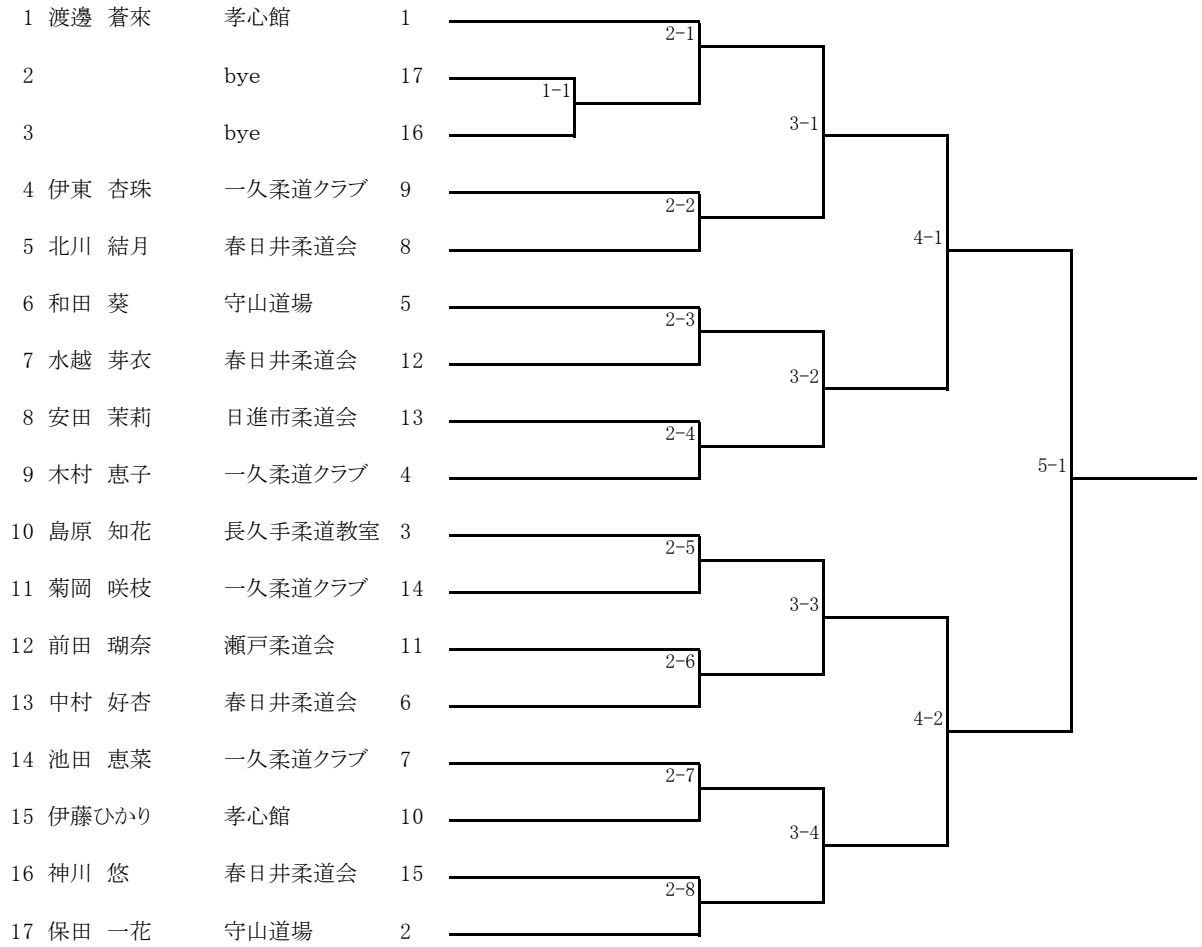 1 渡邊 蒼來 孝心館 1
2-1
2 bye 17
1-1
3 bye 16
3-1
4 伊東 杏珠 一久柔道クラブ 9
2-2
5 北川 結月 春日井柔道会 8
4-1
6 和田 葵 守山道場 5
2-3
7 水越 芽衣 春日井柔道会 12
3-2
8 安田 茉莉 日進市柔道会 13
2-4
9 木村 恵子 一久柔道クラブ 4
5-1
10 島原 知花 長久手柔道教室 3
2-5
11 菊岡 咲枝 一久柔道クラブ 14
3-3
12 前田 瑚奈 瀬戸柔道会 11
2-6
13 中村 好杏 春日井柔道会 6
4-2
14 池田 恵菜 一久柔道クラブ 7
2-7
15 伊藤ひかり 孝心館 10
3-4
16 神川 悠 春日井柔道会 15
2-8
17 保田 一花 守山道場 2